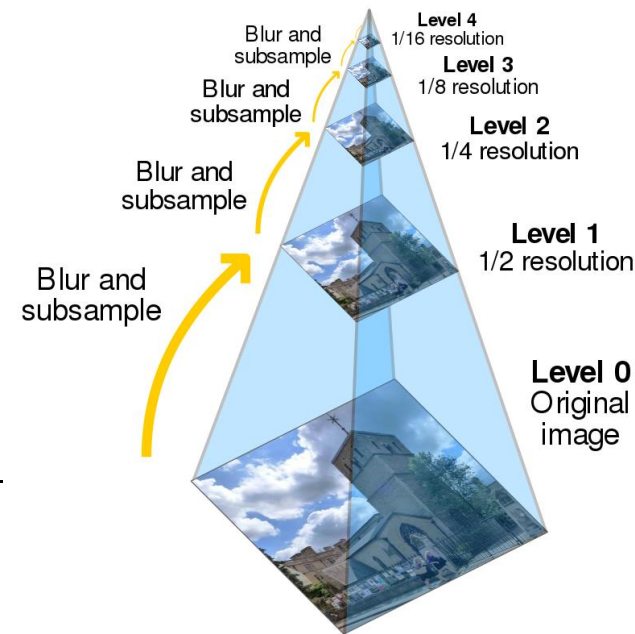 Level 4
1/16 resolution
Blur and
subsample
Level 3
1/8 resolution
Blur and
subsample
Level 2
1/4 resolution
Blur and
subsample
Level 1
1/2 resolution
Blur and
subsample
Level 0
Original
image